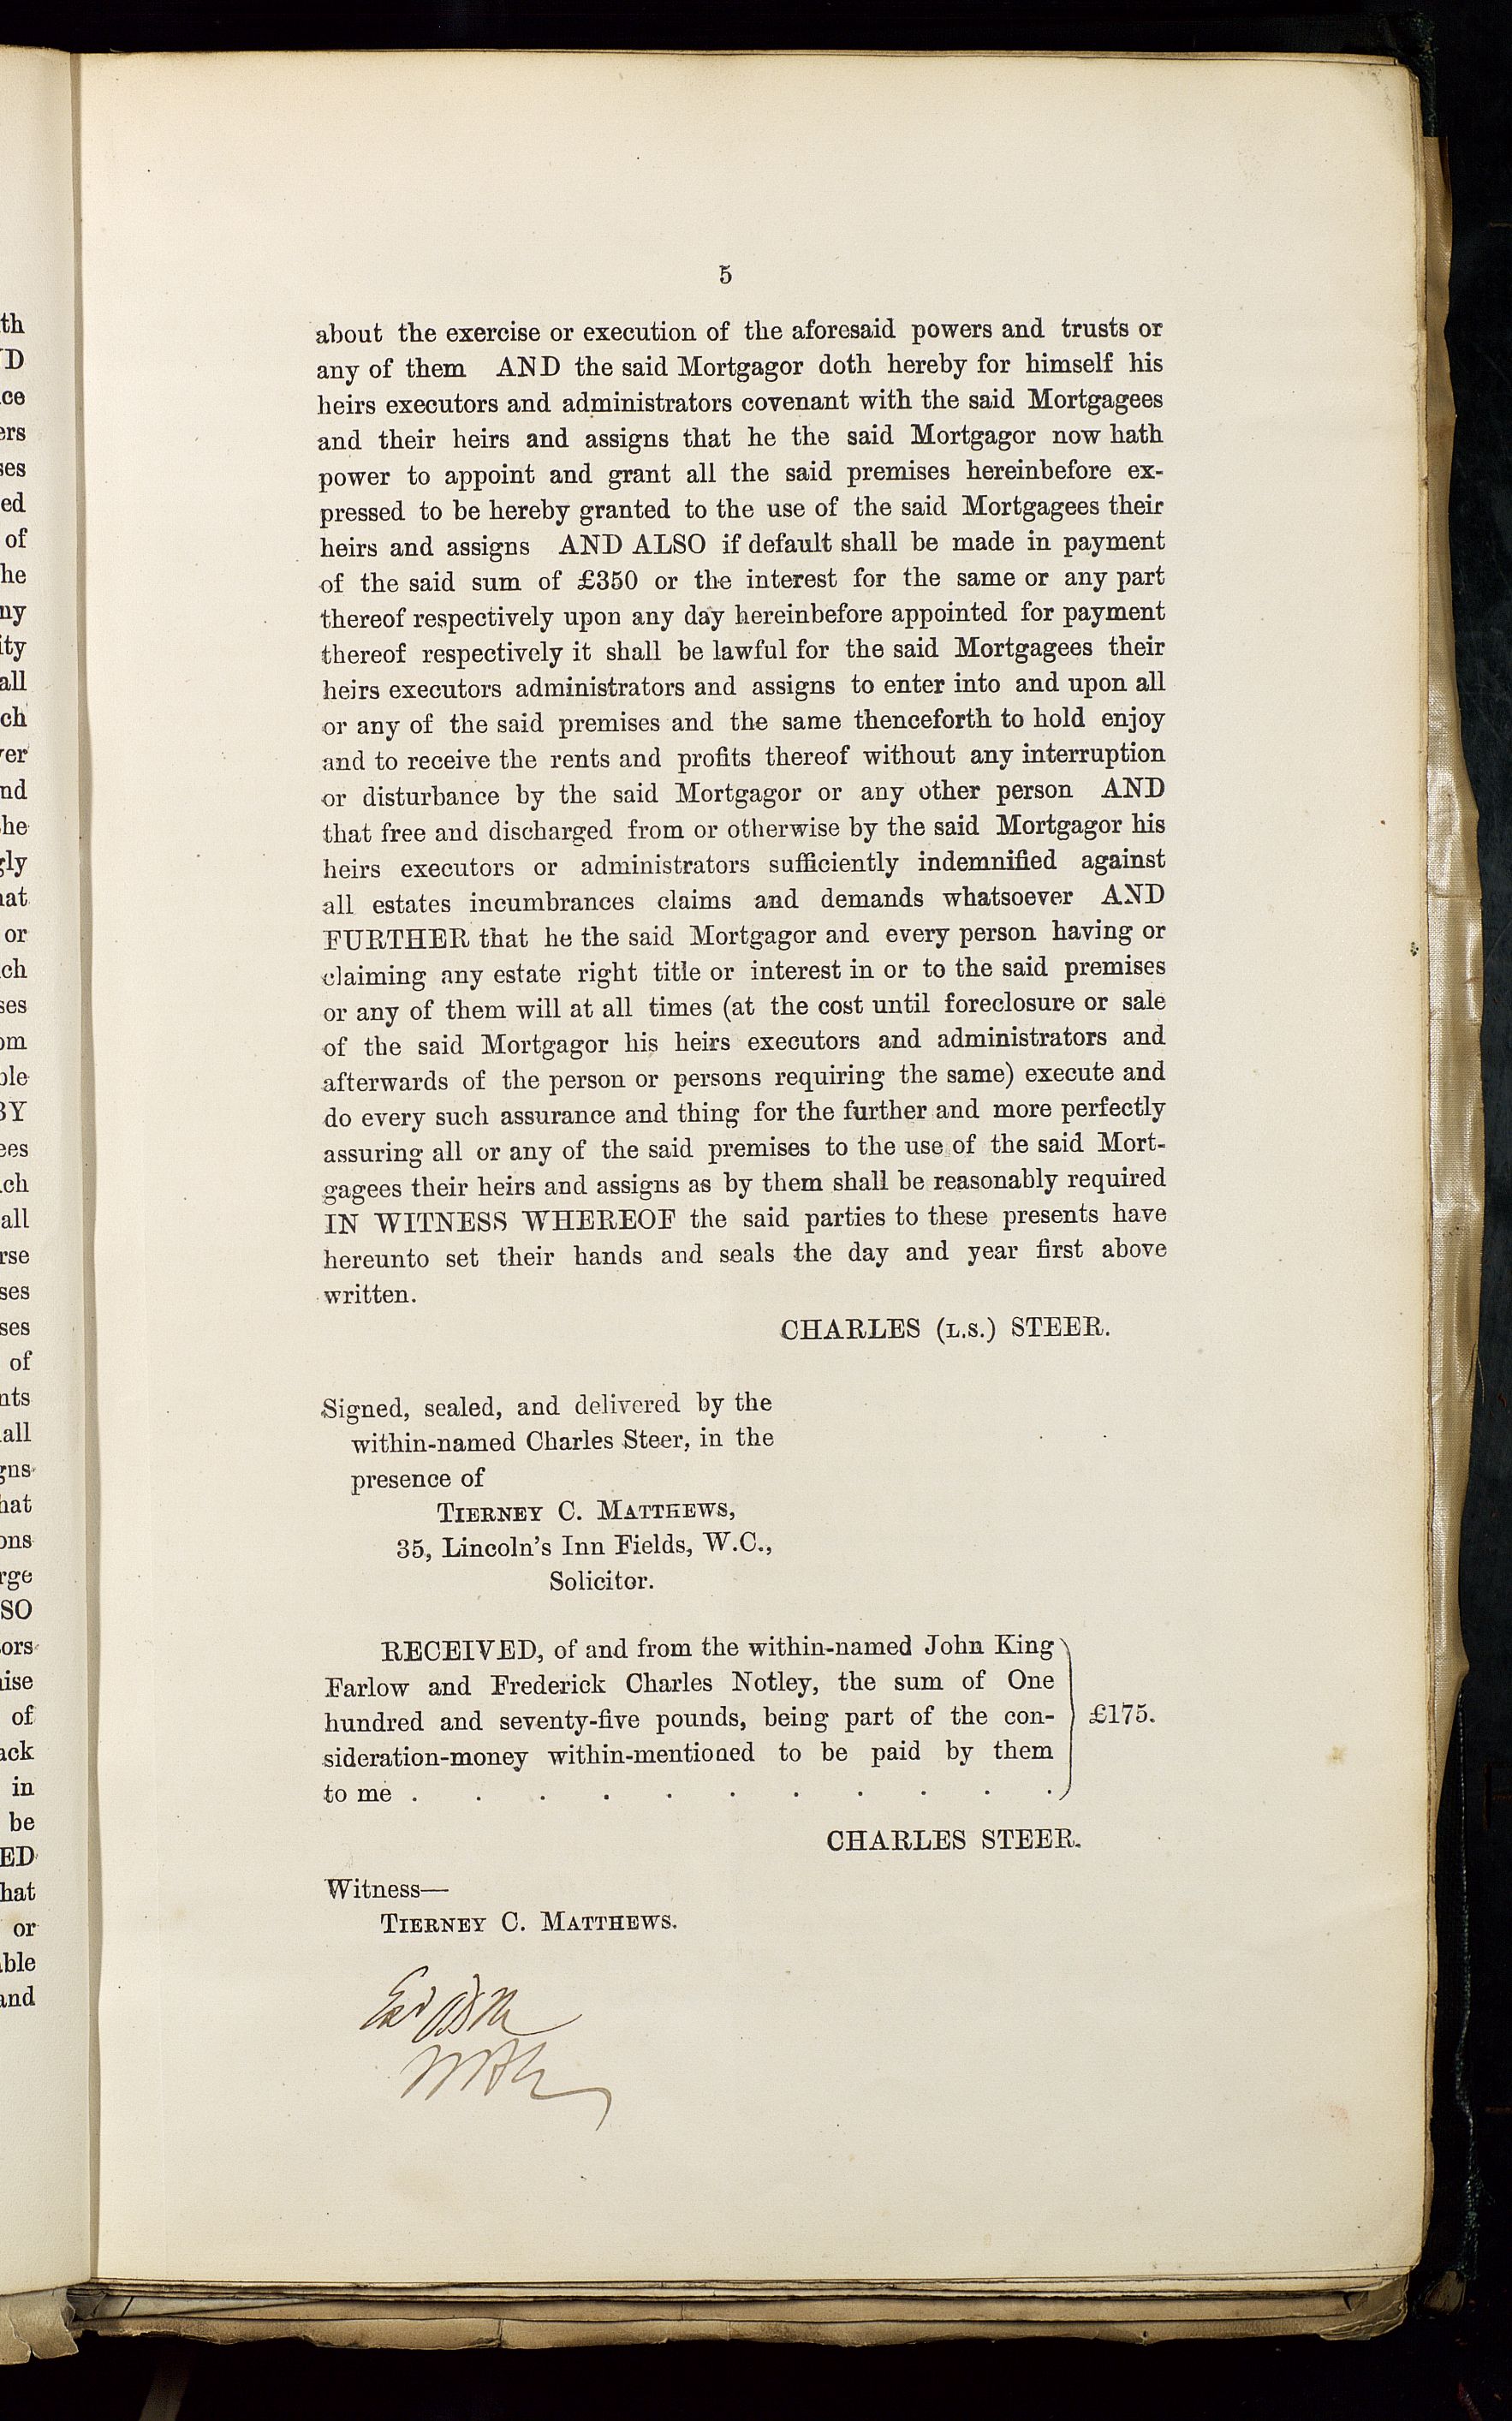 5
about the exercise or execution of the aforesaid powers and trusts or
any of them AND the said Mortgagor doth hereby for himself his
heirs executors and administrators covenant with the said Mortgagees
and their heirs and assigns that he the said Mortgagor now hath
power to appoint and grant all the said premises hereinbefore ex-
pressed to be hereby granted to the use of the said Mortgagees their
heirs and assigns AND ALSO if default shall be made in payment
of the said sum of £350 or the interest for the same or any part
thereof respectively upon any day hereinbefore appointed for payment
thereof respectively it shall be lawful for the said Mortgagees their
heirs executors administrators and assigns to enter into and upon all
or any of the said premises and the same thenceforth to hold enjoy
and to receive the rents and profits thereof without any interruption
or disturbance by the said Mortgagor or any other person AND
that free and discharged from or otherwise by the said Mortgagor his
heirs executors or administrators sufficiently indemnified against
all estates incumbrances claims and demands whatsoever AND
FURTHER that he the said Mortgagor and every person having or
claiming any estate right title or interest in or to the said premises
or any of them will at all times (at the cost until foreclosure or sale
of the said Mortgagor his heirs executors and administrators and
afterwards of the person or persons requiring the same) execute and
do every such assurance and thing for the further and more perfectly
assuring all or any of the said premises to the use of the said Mort-
gagees their heirs and assigns as by them shall be reasonably required
IN WITNESS WHEREOF the said parties to these presents have
hereunto set their hands and seals the day and year first above
written.
CHARLES (L.S.) STEER.
Signed, sealed, and delivered by the
within-named Charles Steer, in the
presence of
TIERNEY C. MATTHEWS,
35, Lincoln's Inn Fields, W.C.,
Solicitor.
RECEIVED, of and from the within-named John King
Farlow and Frederick Charles Notley, the sum of One
hundred and seventy-five pounds, being part of the con- £175.
sideration-money within-mentioned to be paid by them
to me . . . . . . . . . . .
CHARLES STEER.
Witness—
TIERNEY C. MATTHEWS.